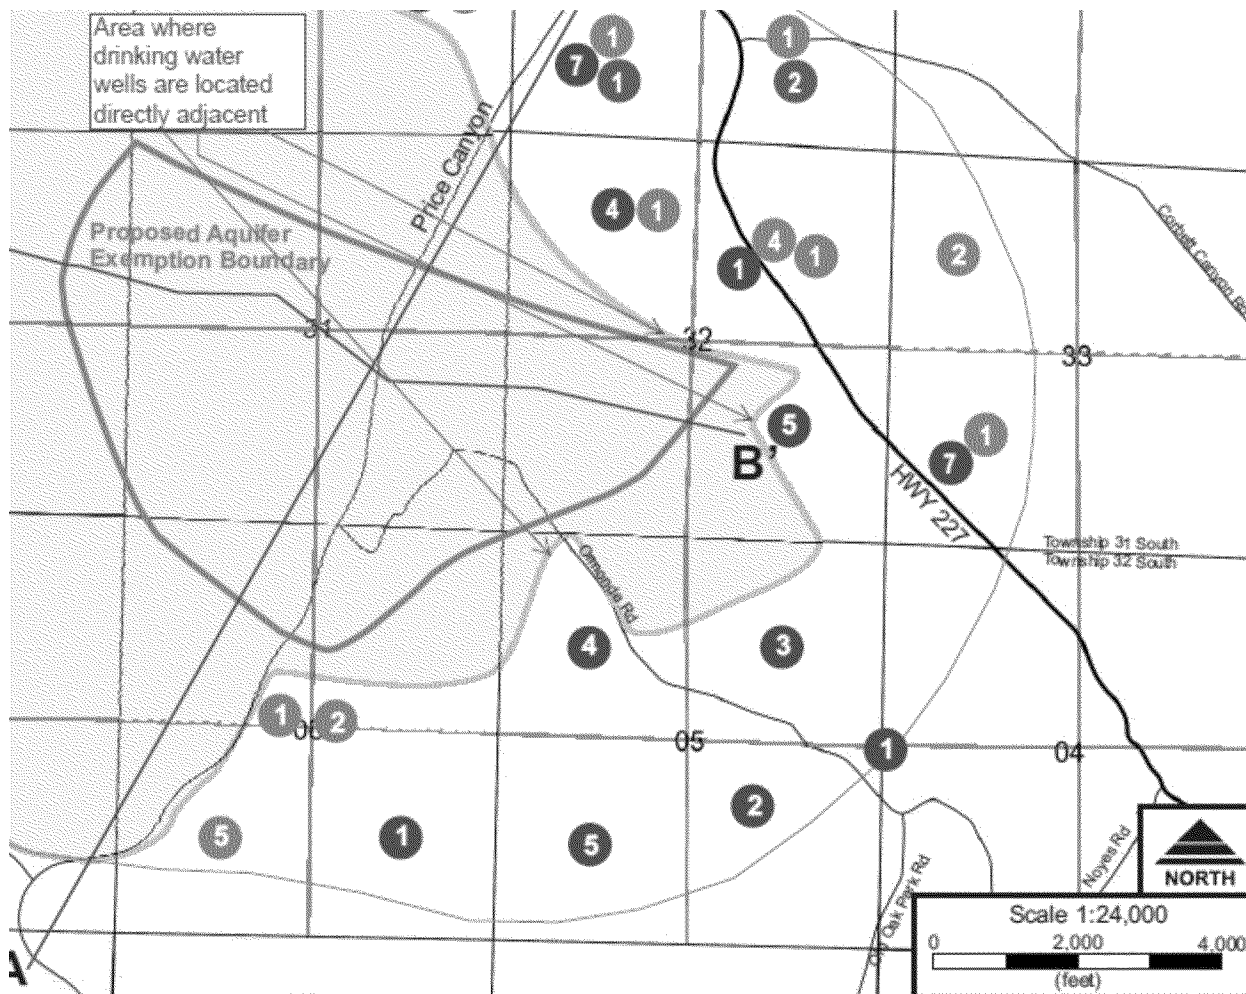 Area where
drinking water
wells are located
directly adjacent
1
7
1
1
2
Price Canyon
4
1
4
1
1
2
Corbett Canyon Rd
Proposed Aquifer
Exemption Boundary
31
32
33
5
B'
1
7
HWY 227
Township 31 South
Township 32 South
Ormonde Rd
4
3
1
06
2
05
1
04
5
1
5
2
Noyes Rd
Old Oak Park Rd
NORTH
Scale 1:24,000
0
2,000
4,000
(feet)
A